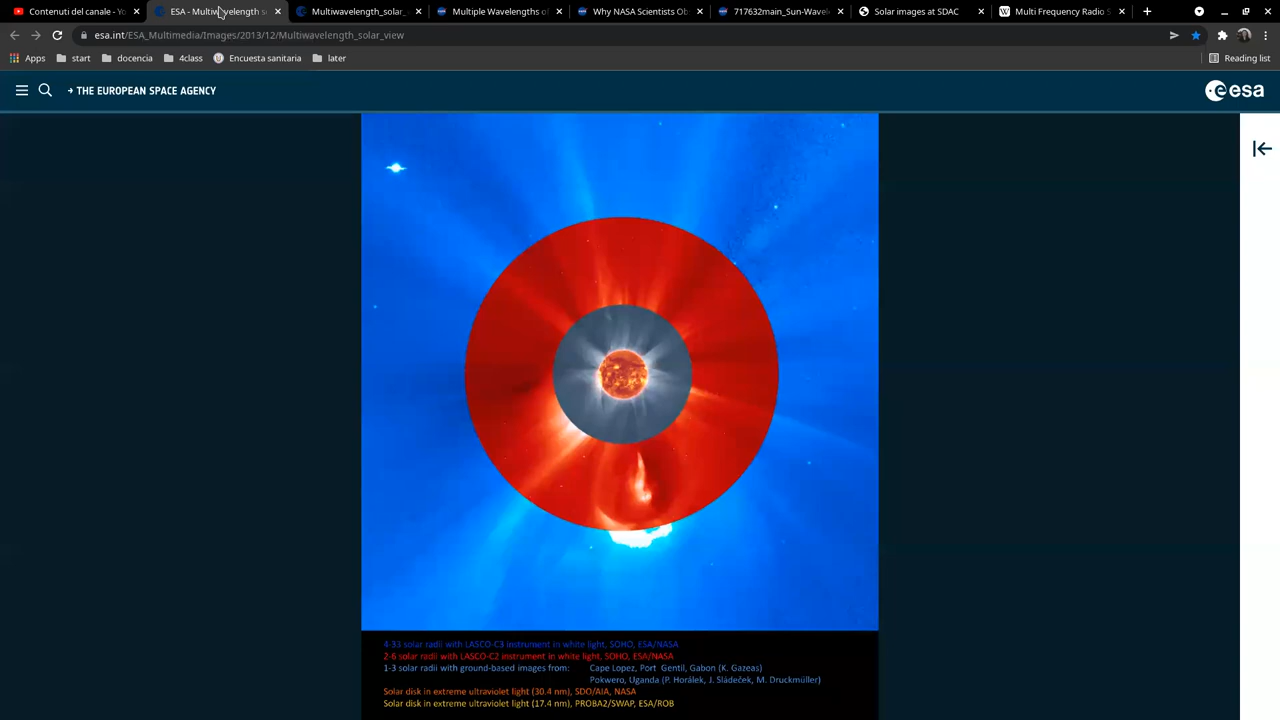 Contenuti del canale - Yo
ESA - Multiwavelength s
Multiwavelength_solar_
Multiple Wavelengths o
Why NASA Scientists Ob
717632main_Sun-Wavel
Solar images at SDAC
Multi Frequency Radio S
esa.int/ESA_Multimedia/Images/2013/12/Multiwavelength_solar_view
Apps
start
docencia
4class
Encuesta sanitaria
later
Reading list
THE EUROPEAN SPACE AGENCY
esa
4-33 solar radii with LASCO-C3 instrument in white light, SOHO, ESA/NASA
2-6 solar radii with LASCO-C2 instrument in white light, SOHO, ESA/NASA
1-3 solar radii with ground-based images from: Cape Lopez, Port Gentil, Gabon (K. Gazeas)
Pokwero, Uganda (P. Horálek, J. Sládeček, M. Druckmüller)
Solar disk in extreme ultraviolet light (30.4 nm), SDO/AIA, NASA
Solar disk in extreme ultraviolet light (17.4 nm), PROBA2/SWAP, ESA/ROB